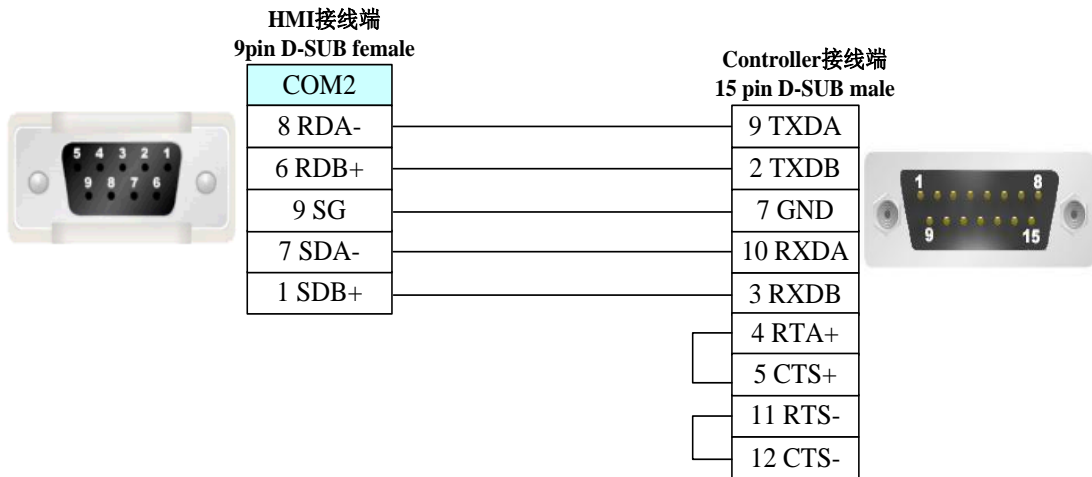 HMI接线端
9pin D-SUB female
COM2
8 RDA-
6 RDB+
9 SG
7 SDA-
1 SDB+
5 4 3 2 1
9 8 7 6
Controller接线端
15 pin D-SUB male
9 TXDA
2 TXDB
7 GND
10 RXDA
3 RXDB
4 RTA+
5 CTS+
11 RTS-
12 CTS-
1 8
9 15